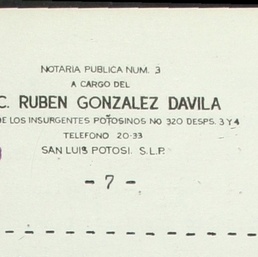 NOTARIA PUBLICA NUM. 3
A CARGO DEL
C. RUBEN GONZALEZ DAVILA
DE LOS INSURGENTES POTOSINOS NO 320 DESPS. 3 Y 4
TELEFONO 20-33
SAN LUIS POTOSI. S.L.P.
- 7 -